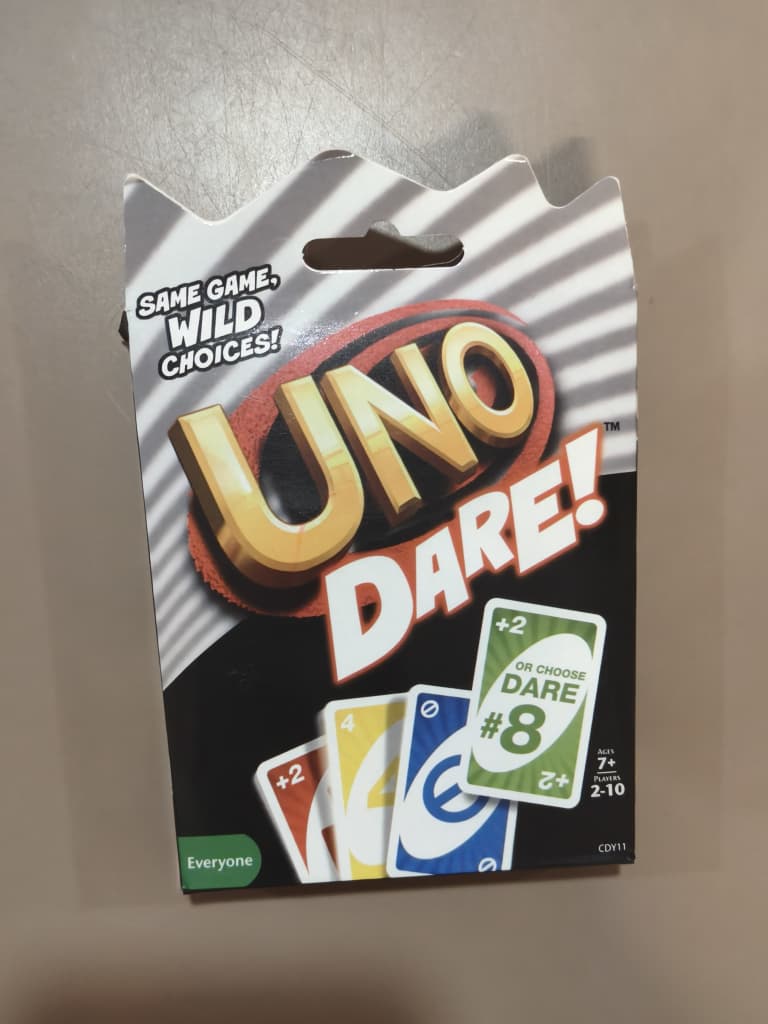 SAME GAME,
WILD
CHOICES!
UNO
DARE!
TM
+2
OR CHOOSE
DARE
#8
+2
4
+2
AGES
7+
PLAYERS
2-10
Everyone
CDY11